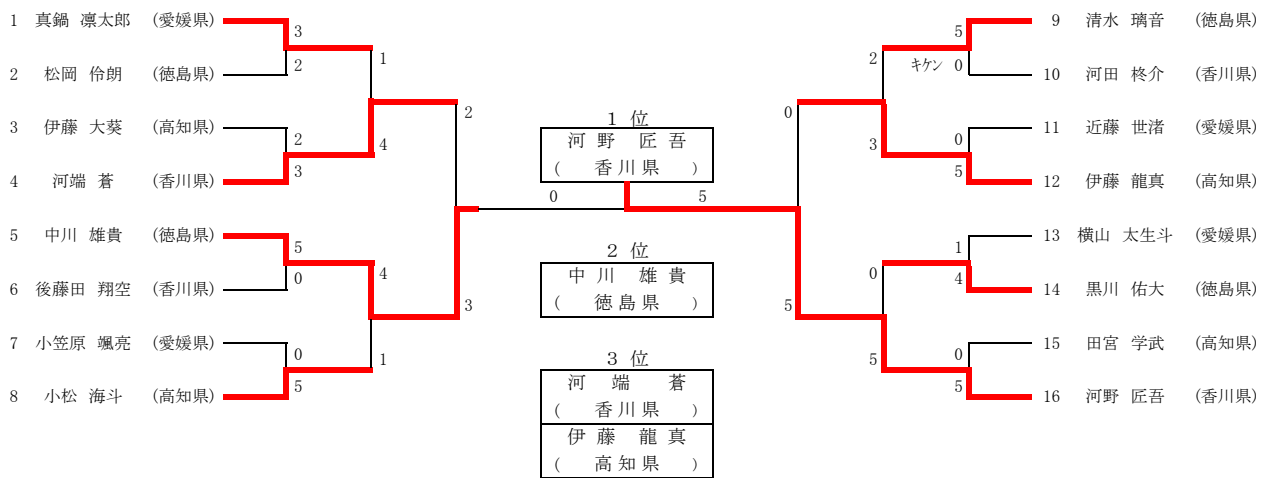 1 真鍋 凛太郎 (愛媛県)
3
2
2 松岡 伶朗 (徳島県)
1
3 伊藤 大葵 (高知県)
2
3
4 河端 蒼 (香川県)
4
2
5 中川 雄貴 (徳島県)
5
0
6 後藤田 翔空 (香川県)
4
7 小笠原 颯亮 (愛媛県)
0
5
8 小松 海斗 (高知県)
1
3
0
5
1 位
河 野 匠 吾
( 香 川 県 )
2 位
中 川 雄 貴
( 徳 島 県 )
3 位
河 端 蒼
( 香 川 県 )
伊 藤 龍 真
( 高 知 県 )
9 清水 璃音 (徳島県)
5
キケン 0
10 河田 柊介 (香川県)
2
11 近藤 世渚 (愛媛県)
0
5
12 伊藤 龍真 (高知県)
3
0
13 横山 太生斗 (愛媛県)
1
4
14 黒川 佑大 (徳島県)
0
15 田宮 学武 (高知県)
0
5
16 河野 匠吾 (香川県)
5
5